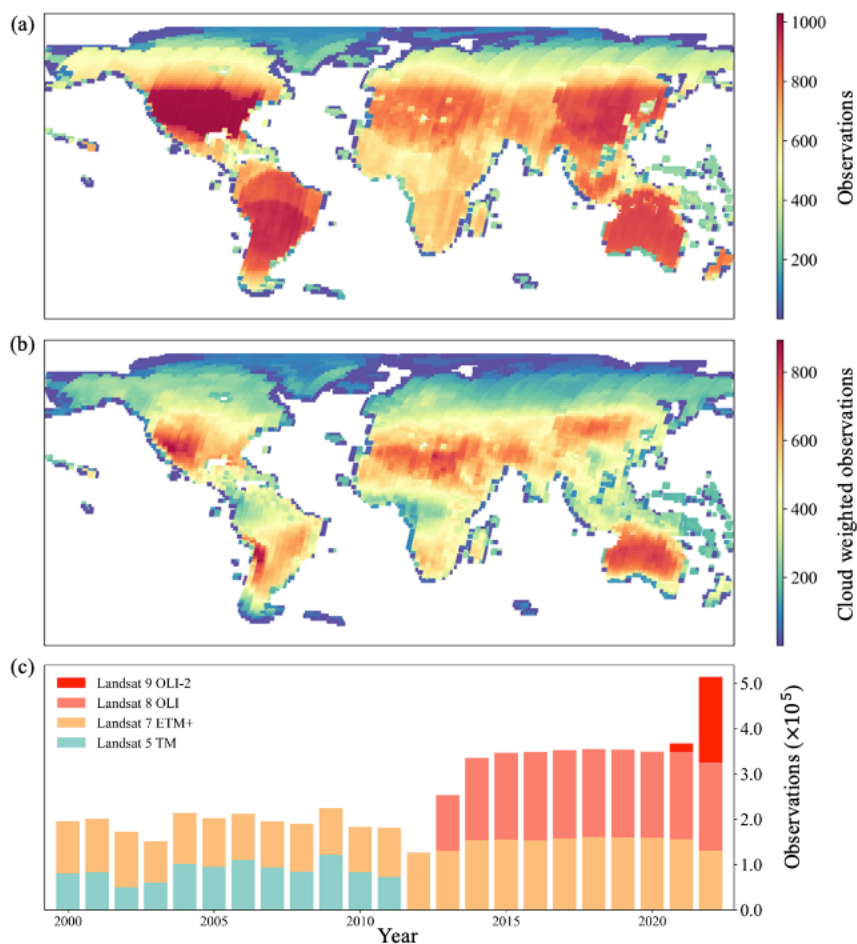 (a)
1000
800
600
400
200
Observations
(b)
800
600
400
200
Cloud weighted observations
(c)
Landsat 9 OLI-2
Landsat 8 OLI
Landsat 7 ETM+
Landsat 5 TM
5.0
4.0
3.0
2.0
1.0
0.0
Observations (×10⁵)
2000
2005
2010
2015
2020
Year